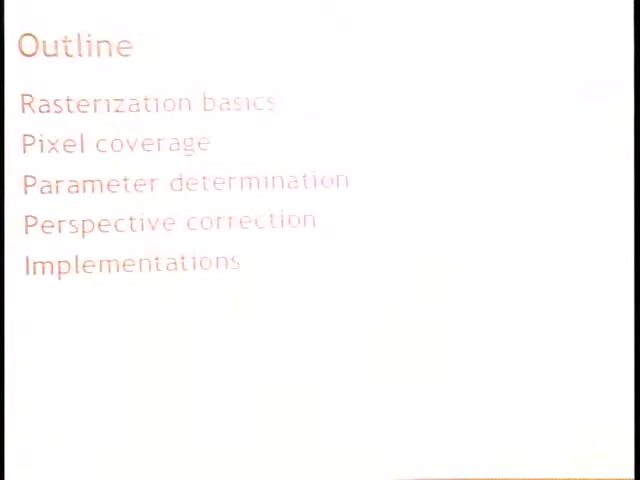 Outline
Rasterization basics
Pixel coverage
Parameter determination
Perspective correction
Implementations